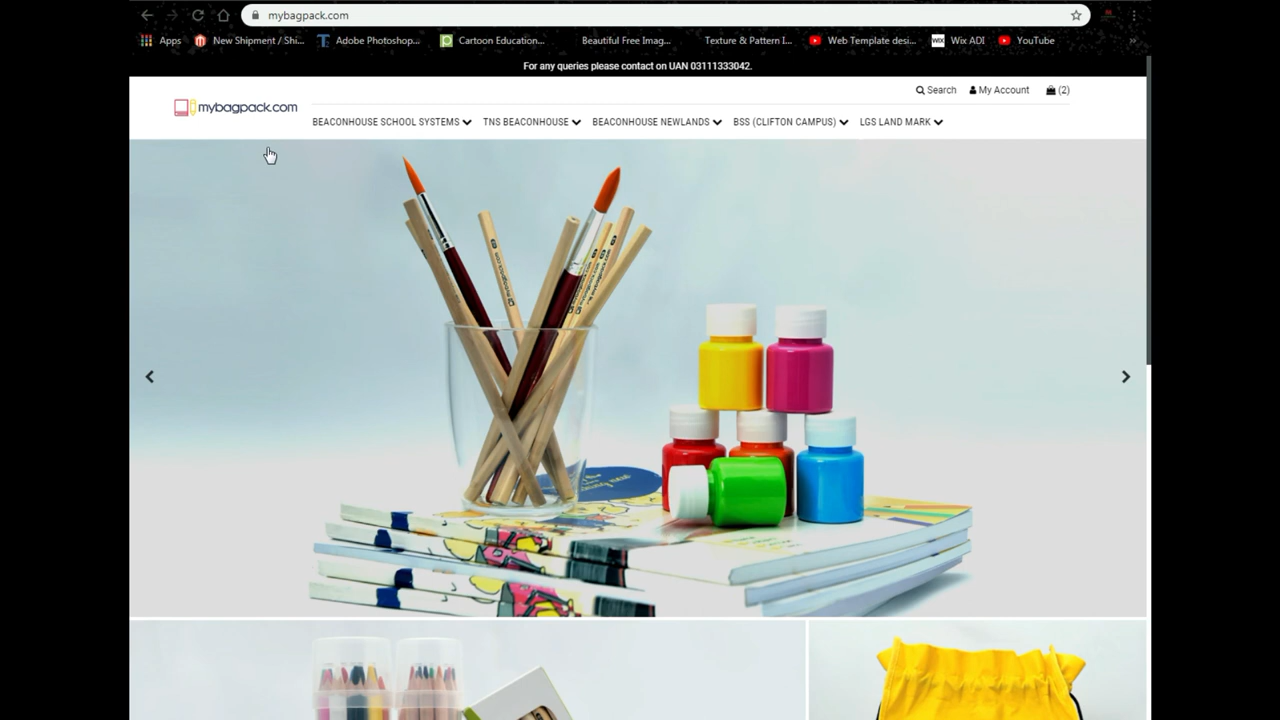 mybagpack.com
Apps
New Shipment / Shi...
Adobe Photoshop...
Cartoon Education...
Beautiful Free Imag...
Texture & Pattern I...
Web Template desi...
WIX
Wix ADI
YouTube
»
For any queries please contact on UAN 03111333042.
Search
My Account
(2)
mybagpack.com
BEACONHOUSE SCHOOL SYSTEMS
TNS BEACONHOUSE
BEACONHOUSE NEWLANDS
BSS (CLIFTON CAMPUS)
LGS LAND MARK